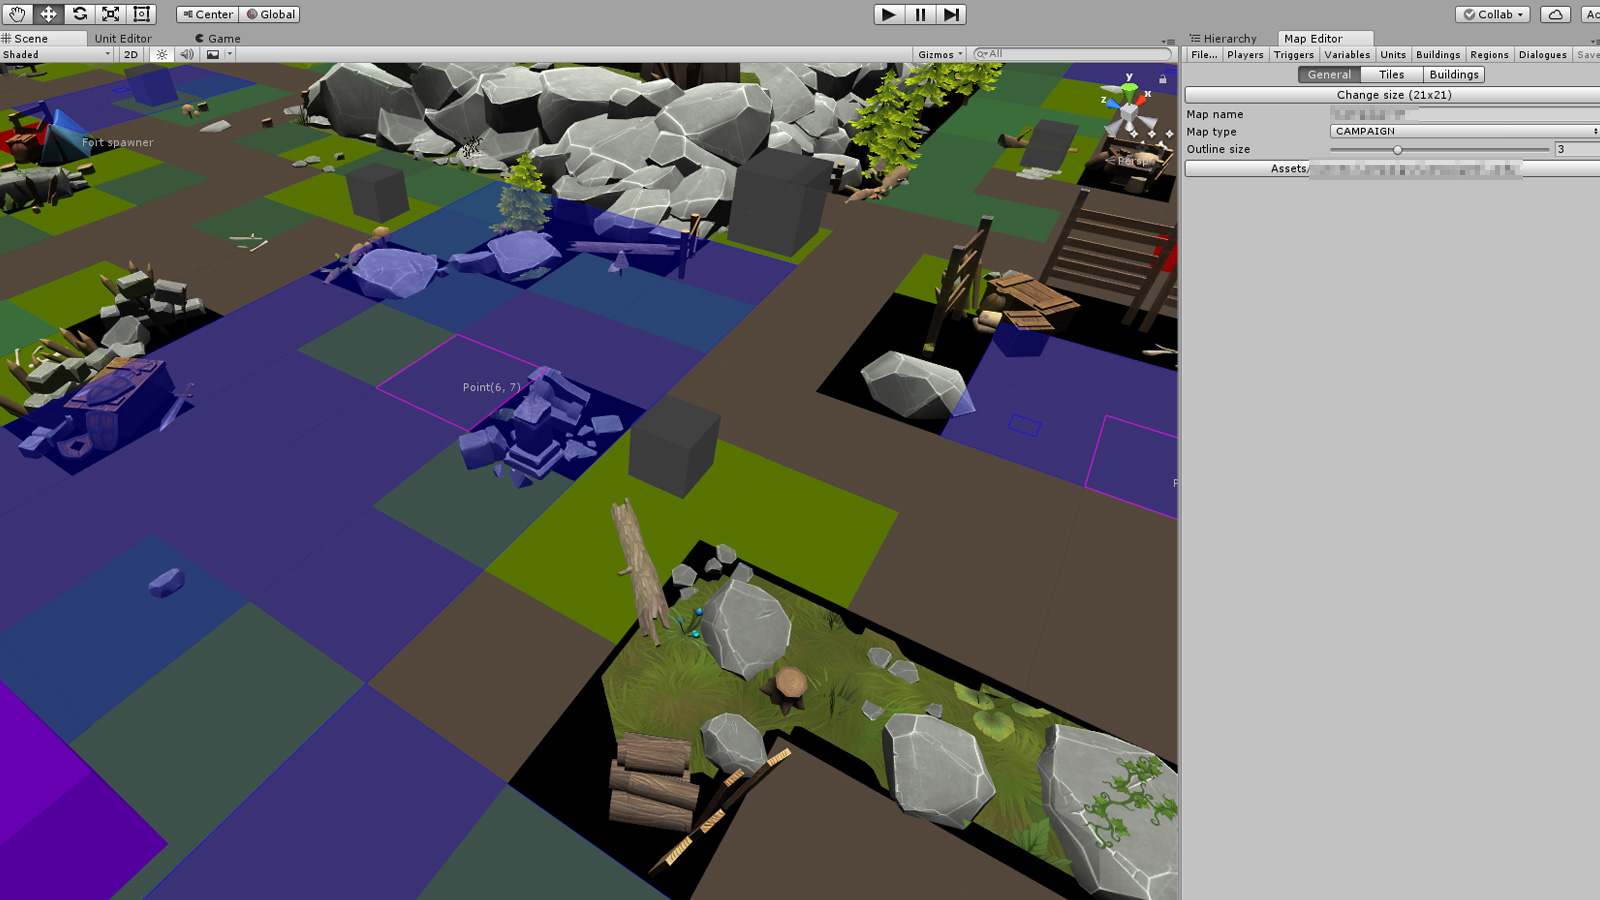 Center Global Collab Ac
Scene Unit Editor Game Hierarchy Map Editor
Shaded 2D Gizmos All File... Players Triggers Variables Units Buildings Regions Dialogues Save
General Tiles Buildings
Change size (21x21)
Map name
Map type CAMPAIGN
Outline size 3
Assets/
y
x
z
Persp
Fort spawner
Point(6, 7)
P